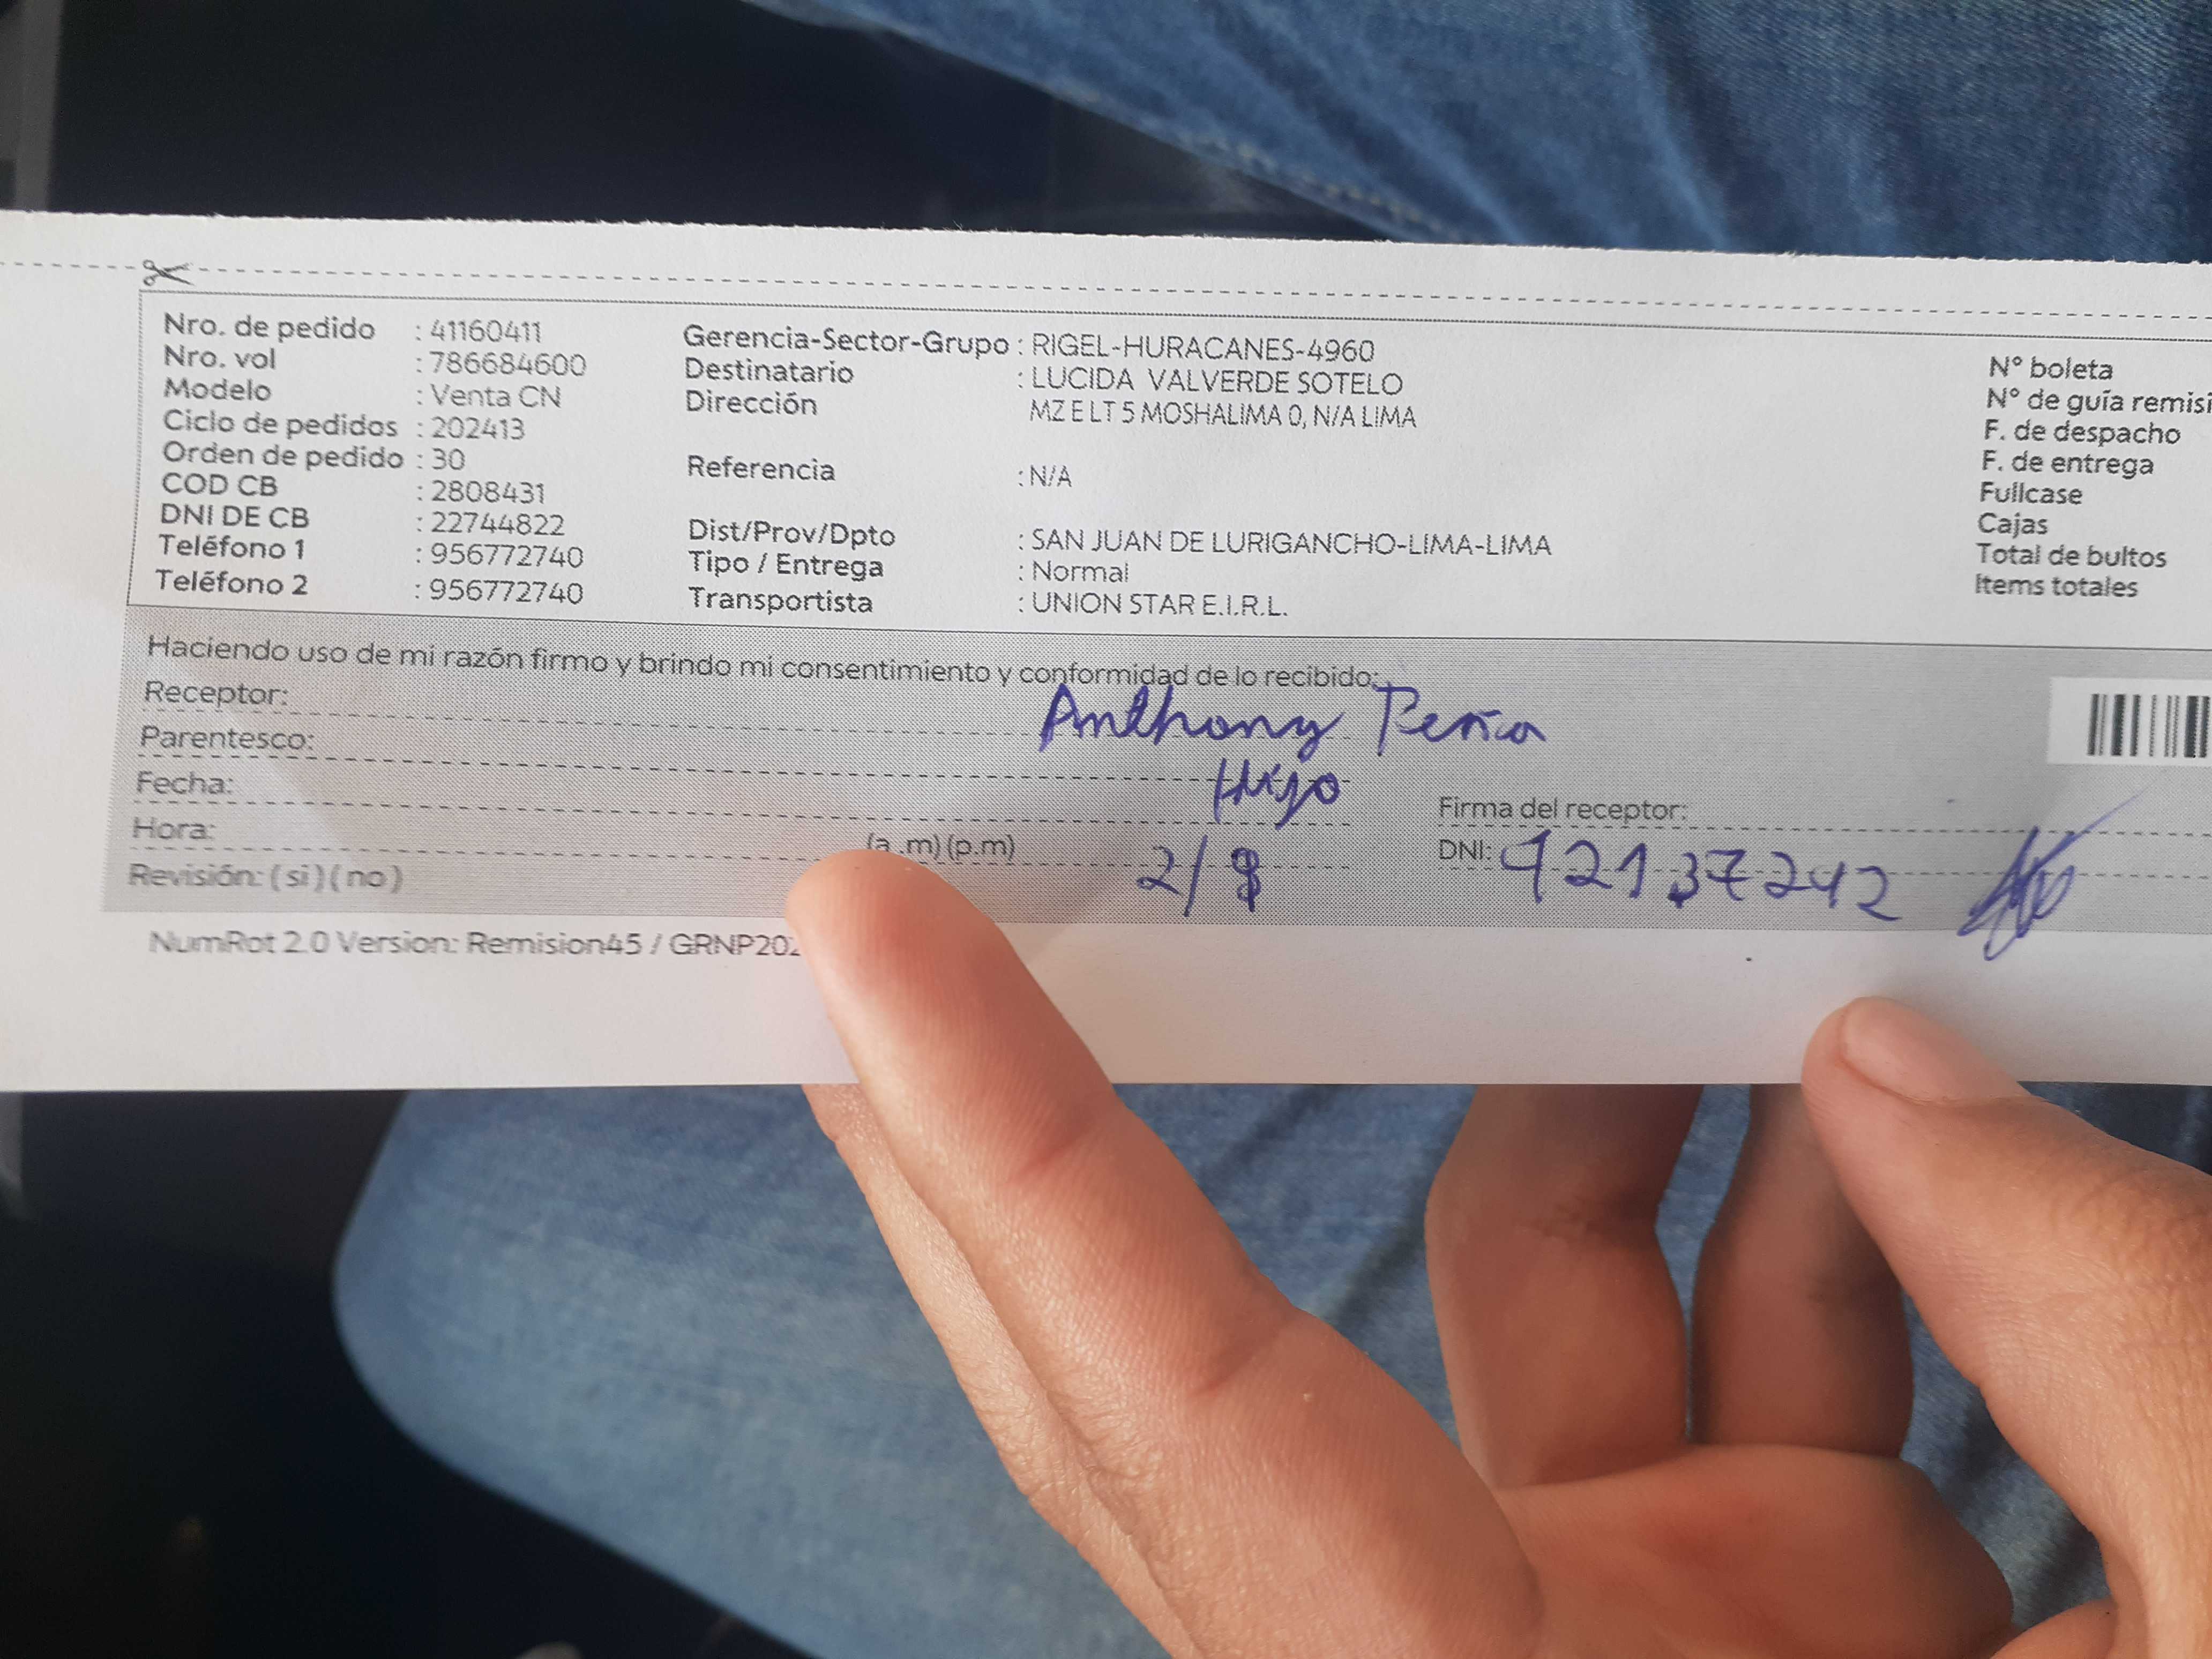 Nro. de pedido : 41160411
Nro. vol : 786684600
Modelo : Venta CN
Ciclo de pedidos : 202413
Orden de pedido : 30
COD CB : 2808431
DNI DE CB : 22744822
Teléfono 1 : 956772740
Teléfono 2 : 956772740
Gerencia-Sector-Grupo : RIGEL-HURACANES-4960
Destinatario : LUCIDA VALVERDE SOTELO
Dirección MZ E LT 5 MOSHALIMA 0, N/A LIMA
Referencia : N/A
Dist/Prov/Dpto : SAN JUAN DE LURIGANCHO-LIMA-LIMA
Tipo / Entrega : Normal
Transportista : UNION STAR E.I.R.L.
N° boleta
N° de guía remisi
F. de despacho
F. de entrega
Fullcase
Cajas
Total de bultos
Items totales
Haciendo uso de mi razón firmo y brindo mi consentimiento y conformidad de lo recibido:
Receptor: Anthony Peña
Parentesco: Hijo
Fecha: 
Hora: (a.m) (p.m) 2/8
Revisión: ( si ) ( no )
Firma del receptor:
DNI: 42137242
NumRot 2.0 Version: Remision45 / GRNP202